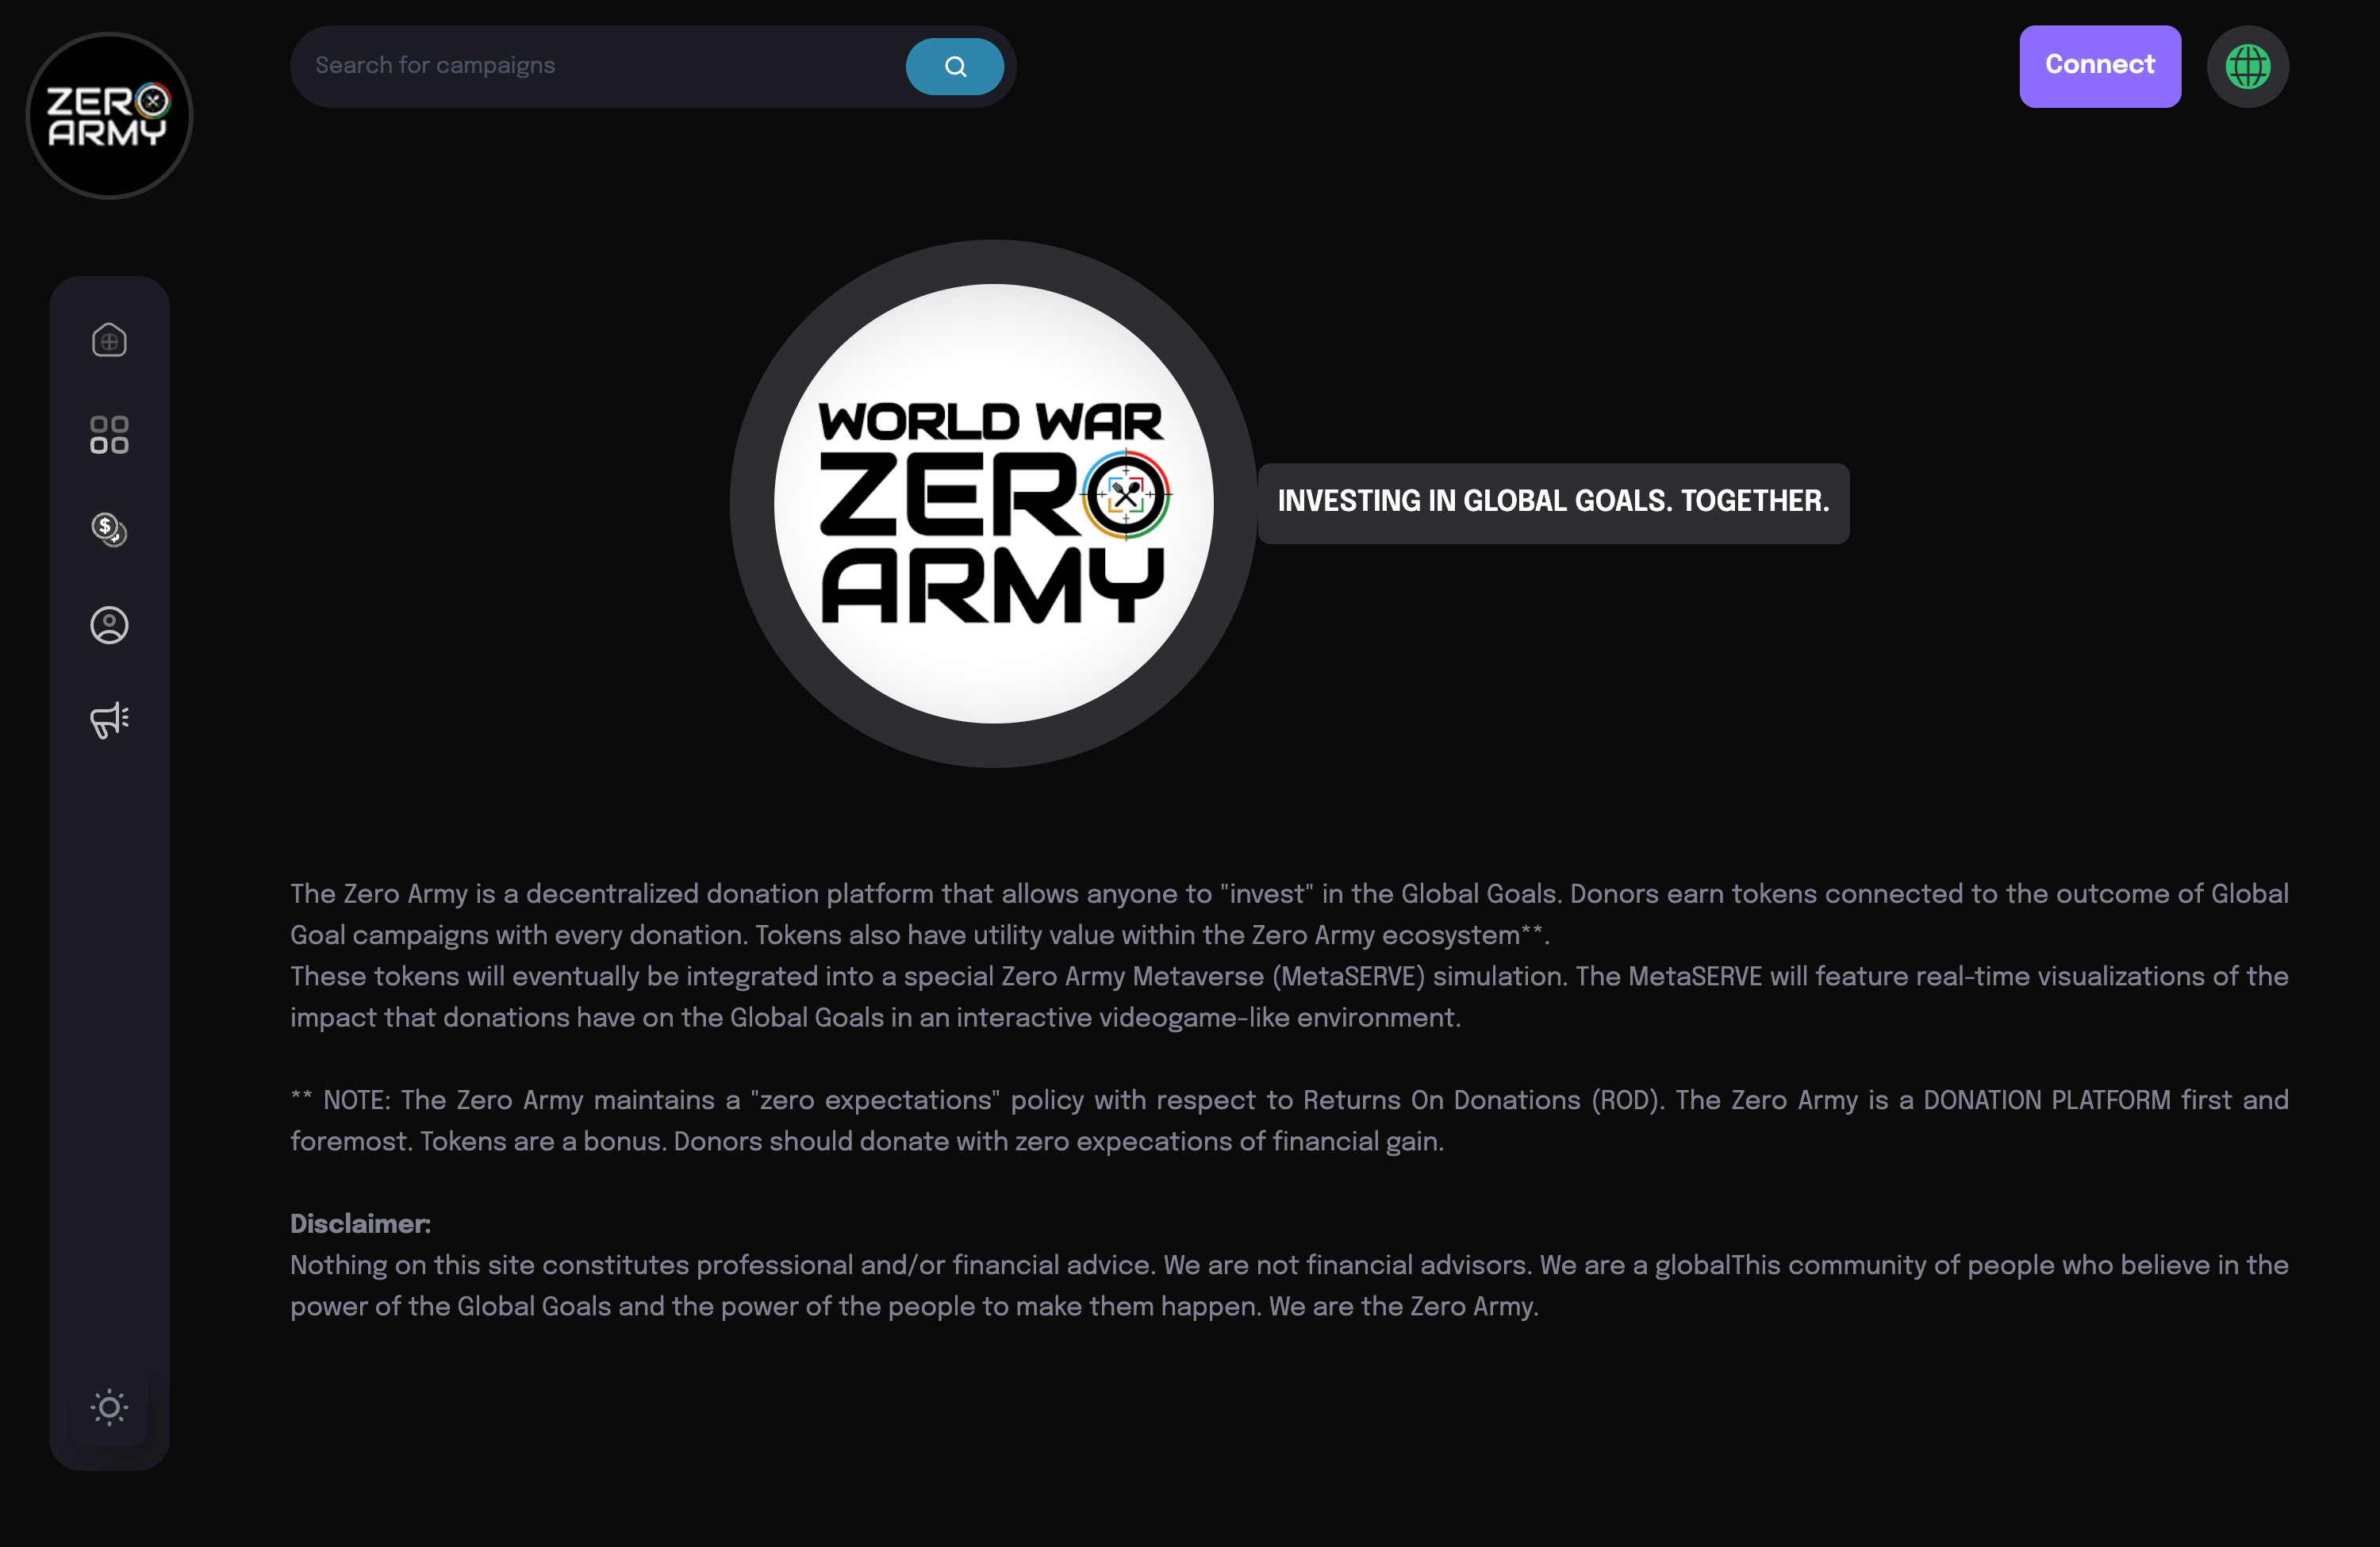 ZERO
ARMY
Search for campaigns
Connect
WORLD WAR
ZERO
ARMY
INVESTING IN GLOBAL GOALS. TOGETHER.
The Zero Army is a decentralized donation platform that allows anyone to "invest" in the Global Goals. Donors earn tokens connected to the outcome of Global
Goal campaigns with every donation. Tokens also have utility value within the Zero Army ecosystem**.
These tokens will eventually be integrated into a special Zero Army Metaverse (MetaSERVE) simulation. The MetaSERVE will feature real-time visualizations of the
impact that donations have on the Global Goals in an interactive videogame-like environment.
** NOTE: The Zero Army maintains a "zero expectations" policy with respect to Returns On Donations (ROD). The Zero Army is a DONATION PLATFORM first and
foremost. Tokens are a bonus. Donors should donate with zero expecations of financial gain.
Disclaimer:
Nothing on this site constitutes professional and/or financial advice. We are not financial advisors. We are a globalThis community of people who believe in the
power of the Global Goals and the power of the people to make them happen. We are the Zero Army.